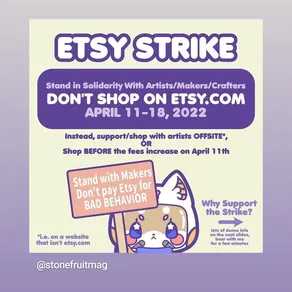 ETSY STRIKE
Stand in Solidarity With Artists/Makers/Crafters
DON'T SHOP ON ETSY.COM
APRIL 11-18, 2022
Instead, support/shop with artists OFFSITE*,
OR
Shop BEFORE the fees increase on April 11th
Stand with Makers
Don't pay Etsy for
BAD BEHAVIOR
Why Support
the Strike?
lots of dense info
on the next slides,
bear with me
for a few minutes
*i.e. on a website
that isn't etsy.com
@stonefruitmag